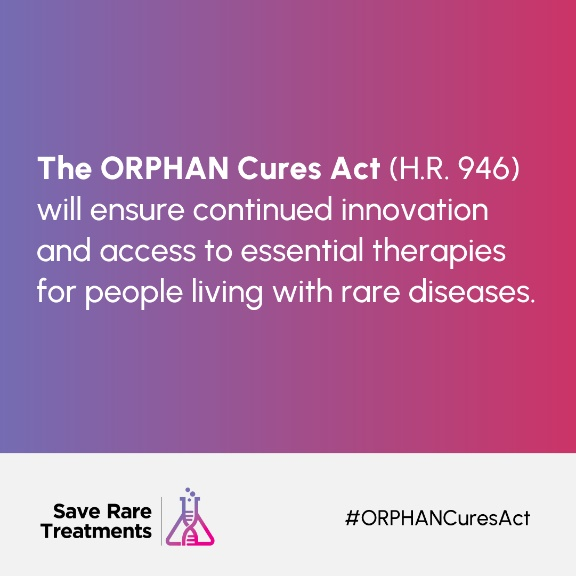 The ORPHAN Cures Act (H.R. 946)
will ensure continued innovation
and access to essential therapies
for people living with rare diseases.
Save Rare
Treatments
#ORPHANCuresAct